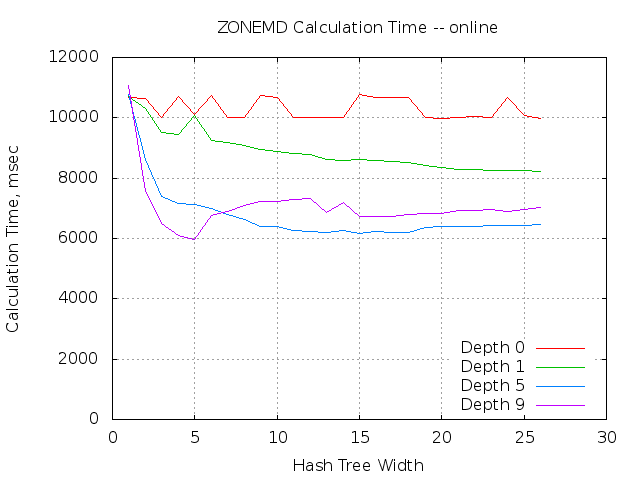 ZONEMD Calculation Time -- online
12000
10000
8000
6000
4000
2000
0
Calculation Time, msec
Depth 0
Depth 1
Depth 5
Depth 9
0 5 10 15 20 25 30
Hash Tree Width